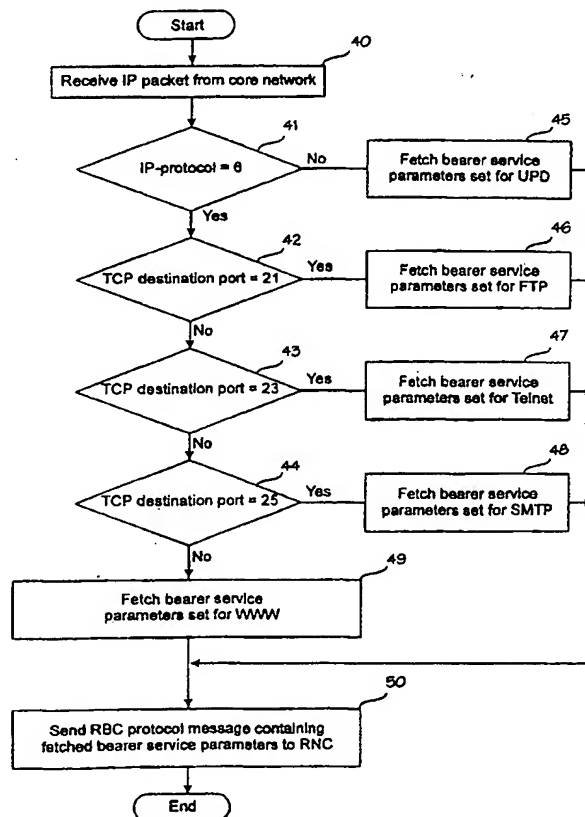 Start
40
Receive IP packet from core network
41
IP-protocol = 6
No
45
Fetch bearer service
parameters set for UPD
Yes
42
TCP destination port = 21
Yes
46
Fetch bearer service
parameters set for FTP
No
43
TCP destination port = 23
Yes
47
Fetch bearer service
parameters set for Telnet
No
44
TCP destination port = 25
Yes
48
Fetch bearer service
parameters set for SMTP
No
49
Fetch bearer service
parameters set for WWW
50
Send RBC protocol message containing
fetched bearer service parameters to RNC
End